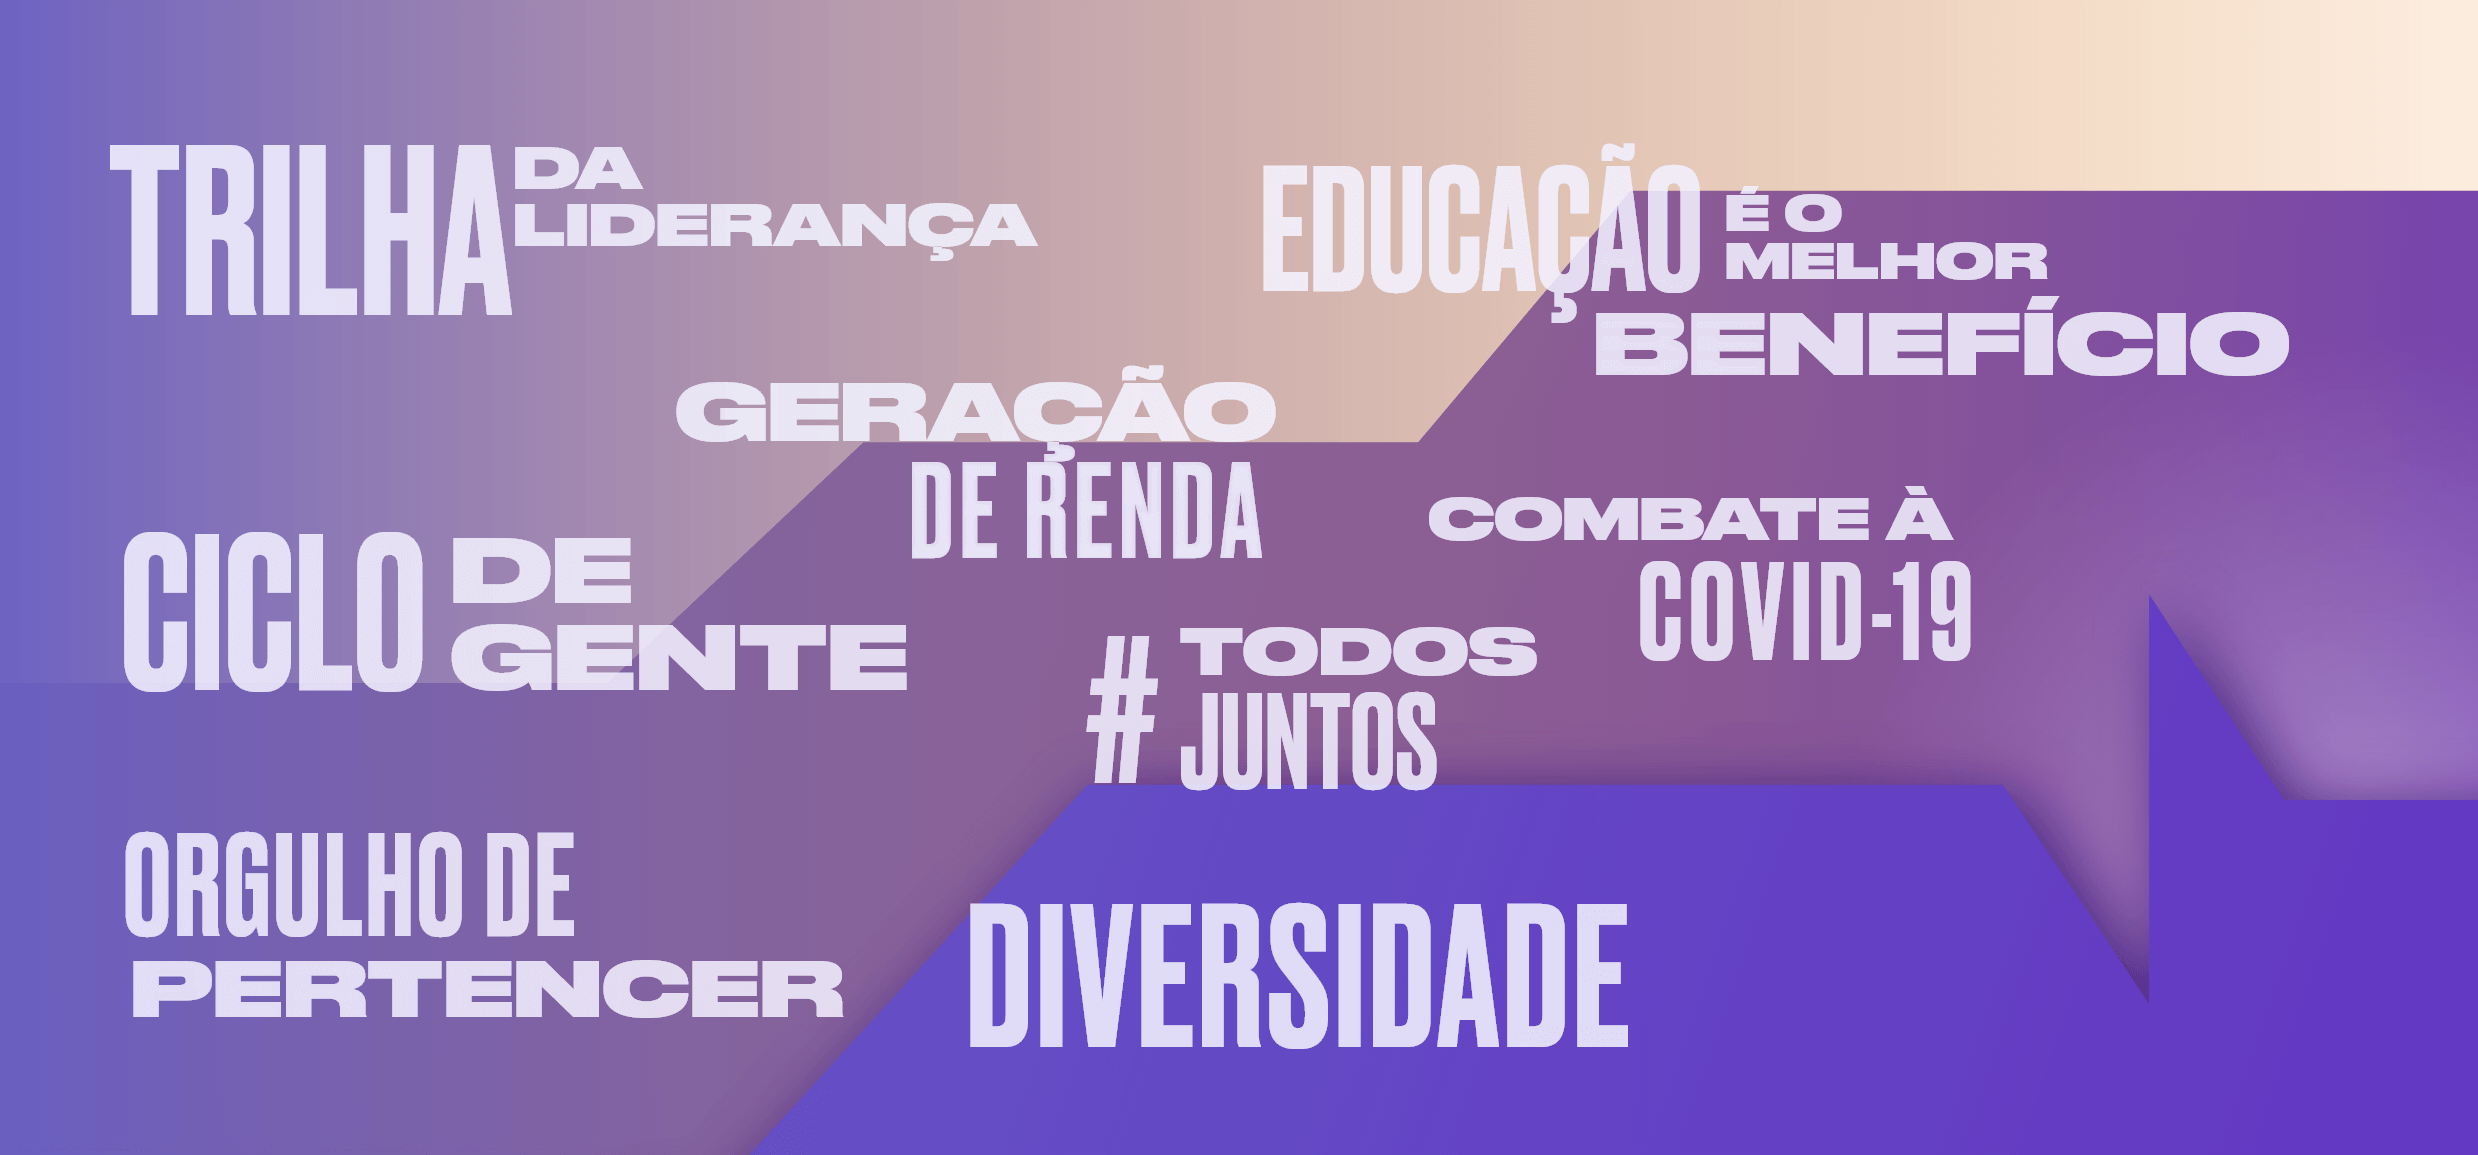 TRILHA DA
LIDERANÇA
EDUCAÇÃO É O
MELHOR
BENEFÍCIO
GERAÇÃO
DE RENDA
CICLO DE
GENTE
COMBATE À
COVID-19
# TODOS
JUNTOS
ORGULHO DE
PERTENCER
DIVERSIDADE